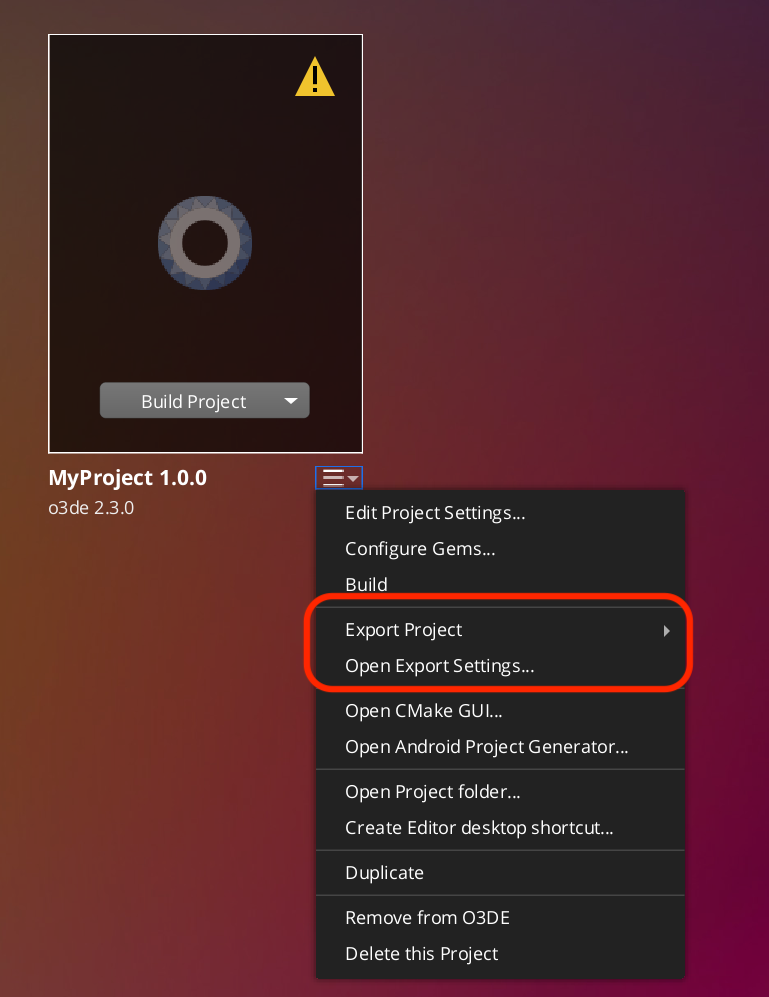 Build Project
MyProject 1.0.0
o3de 2.3.0
Edit Project Settings...
Configure Gems...
Build
Export Project
Open Export Settings...
Open CMake GUI...
Open Android Project Generator...
Open Project folder...
Create Editor desktop shortcut...
Duplicate
Remove from O3DE
Delete this Project